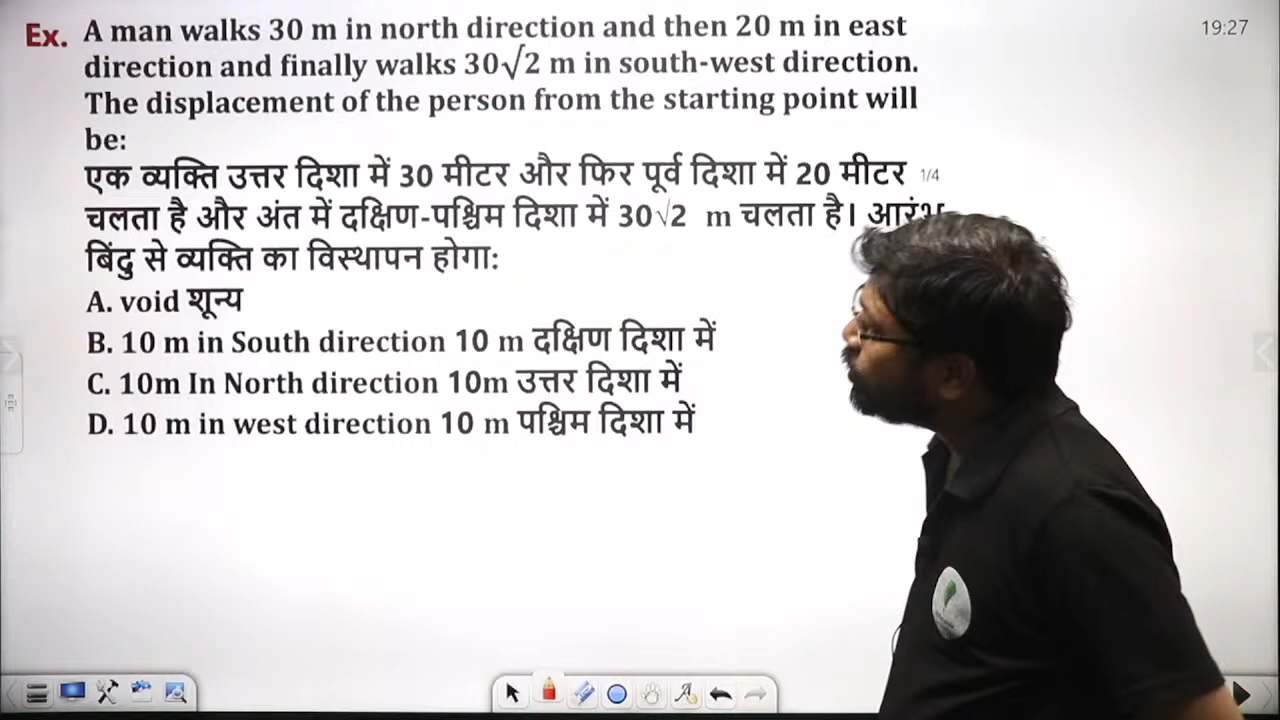 19:27
Ex. A man walks 30 m in north direction and then 20 m in east
direction and finally walks 30√2 m in south-west direction.
The displacement of the person from the starting point will
be:
एक व्यक्ति उत्तर दिशा में 30 मीटर और फिर पूर्व दिशा में 20 मीटर 1/4
चलता है और अंत में दक्षिण-पश्चिम दिशा में 30√2 m चलता है। आरंभ
बिंदु से व्यक्ति का विस्थापन होगा:
A. void शून्य
B. 10 m in South direction 10 m दक्षिण दिशा में
C. 10m In North direction 10m उत्तर दिशा में
D. 10 m in west direction 10 m पश्चिम दिशा में